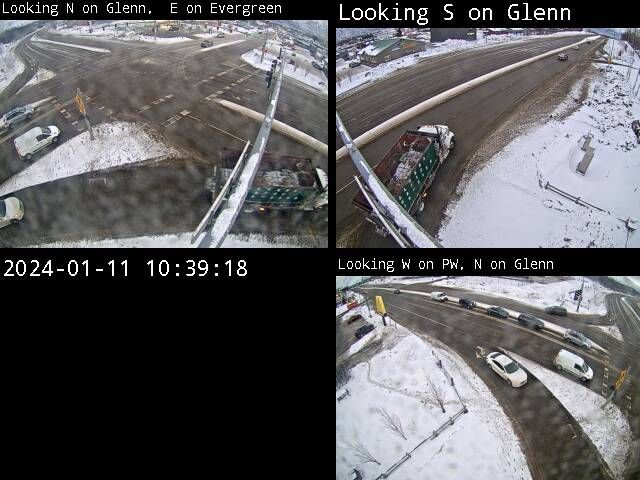 Looking N on Glenn,  E on Evergreen
Looking S on Glenn
2024-01-11 10:39:18
Looking W on PW, N on Glenn